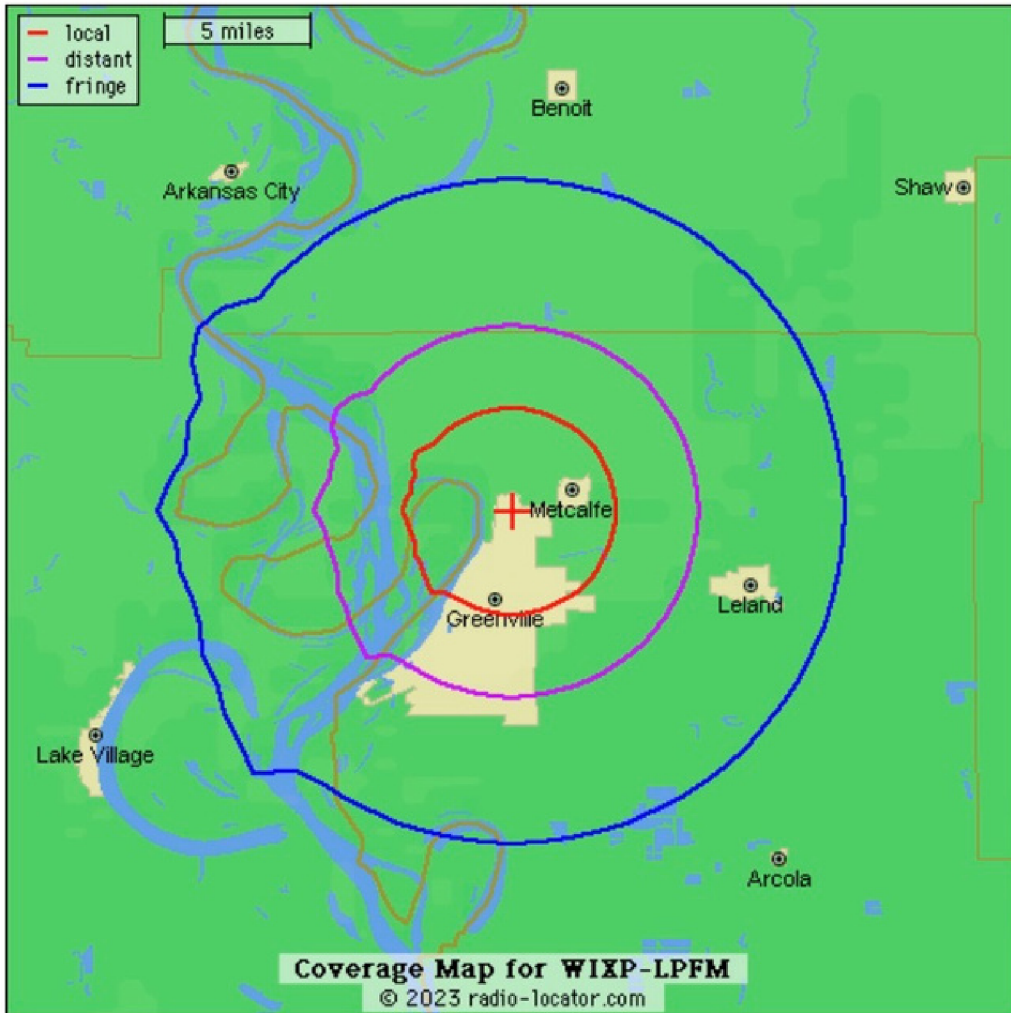 local
distant
fringe
5 miles
Benoit
Arkansas City
Shaw
Metcalfe
Leland
Greenville
Lake Village
Arcola
Coverage Map for WIXP-LPFM
© 2023 radio-locator.com